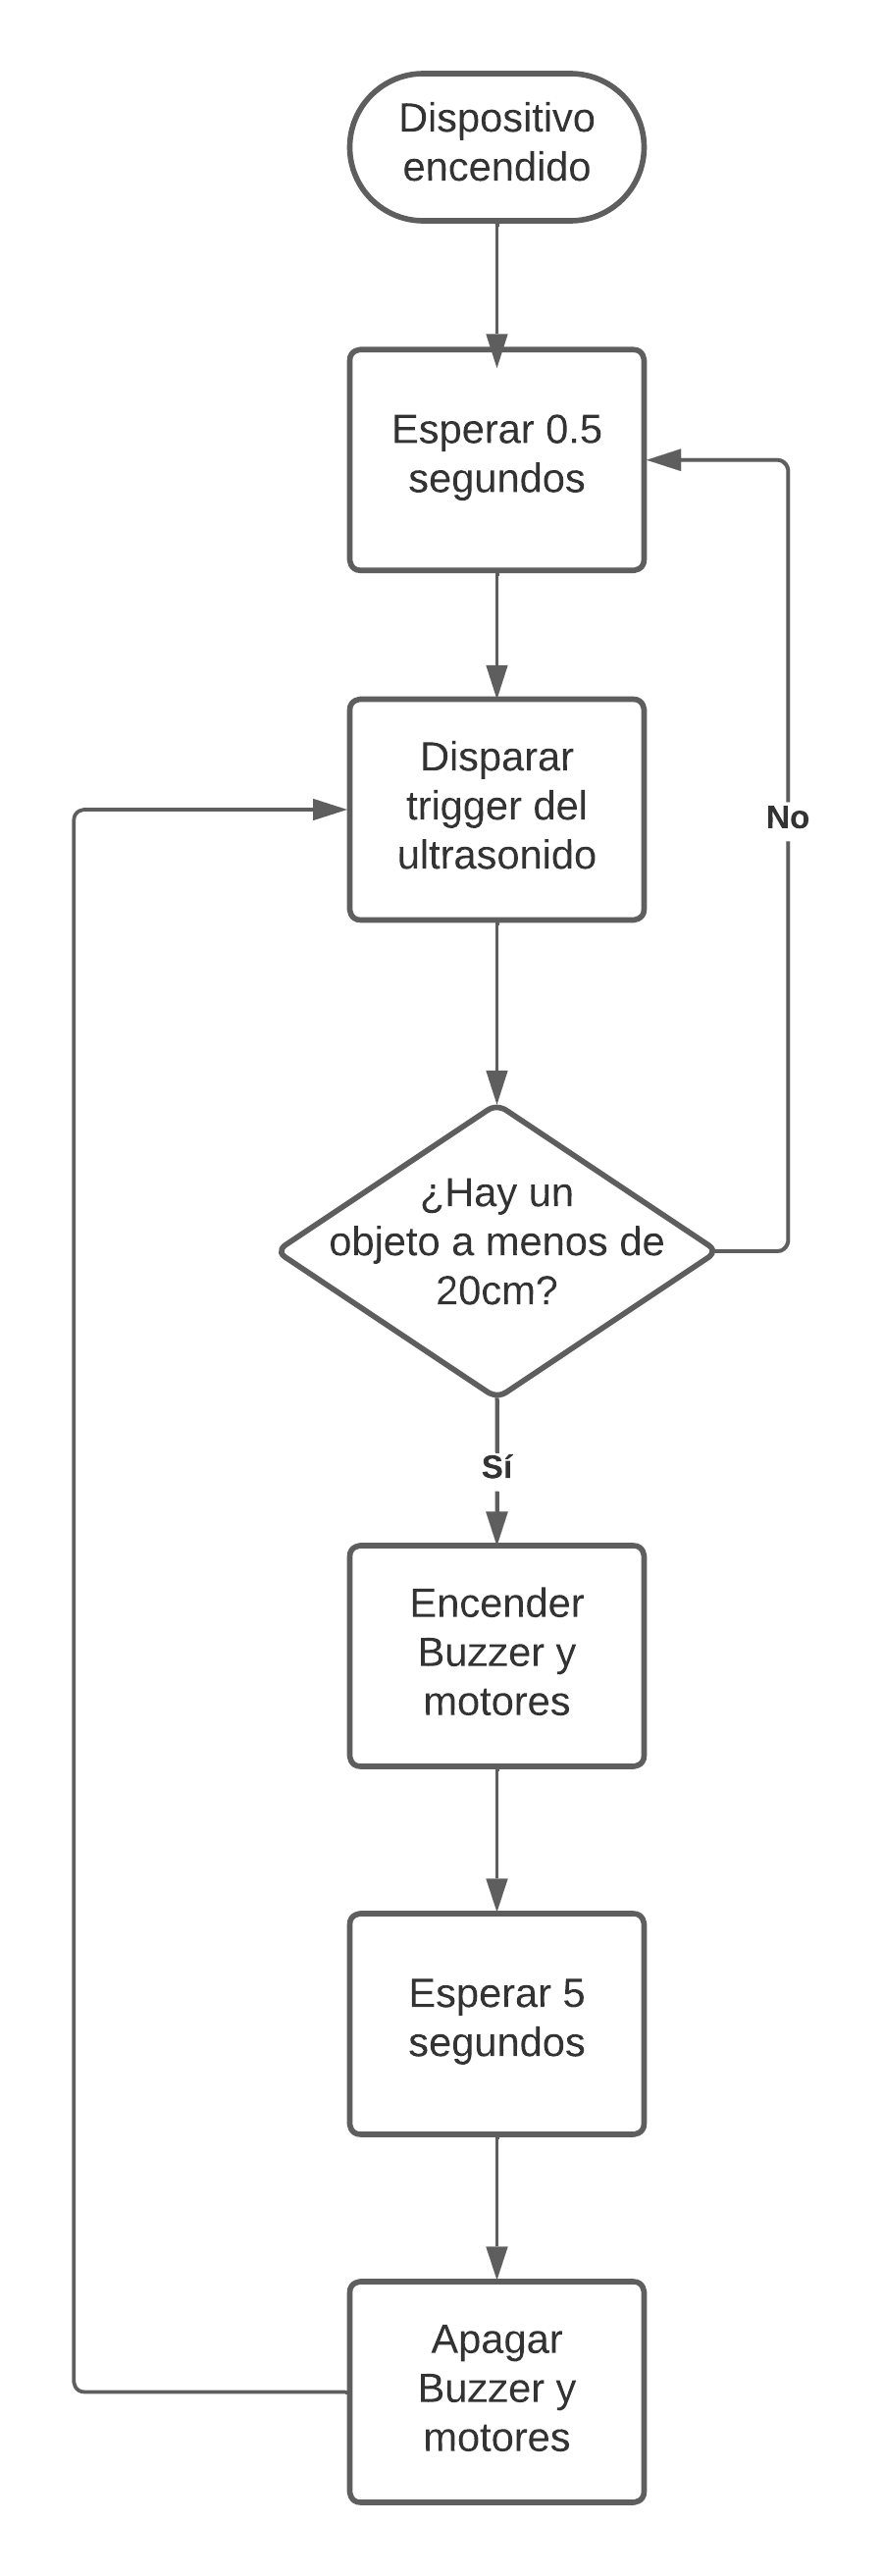 Dispositivo
encendido
Esperar 0.5
segundos
Disparar
trigger del
ultrasonido
No
¿Hay un
objeto a menos de
20cm?
Sí
Encender
Buzzer y
motores
Esperar 5
segundos
Apagar
Buzzer y
motores